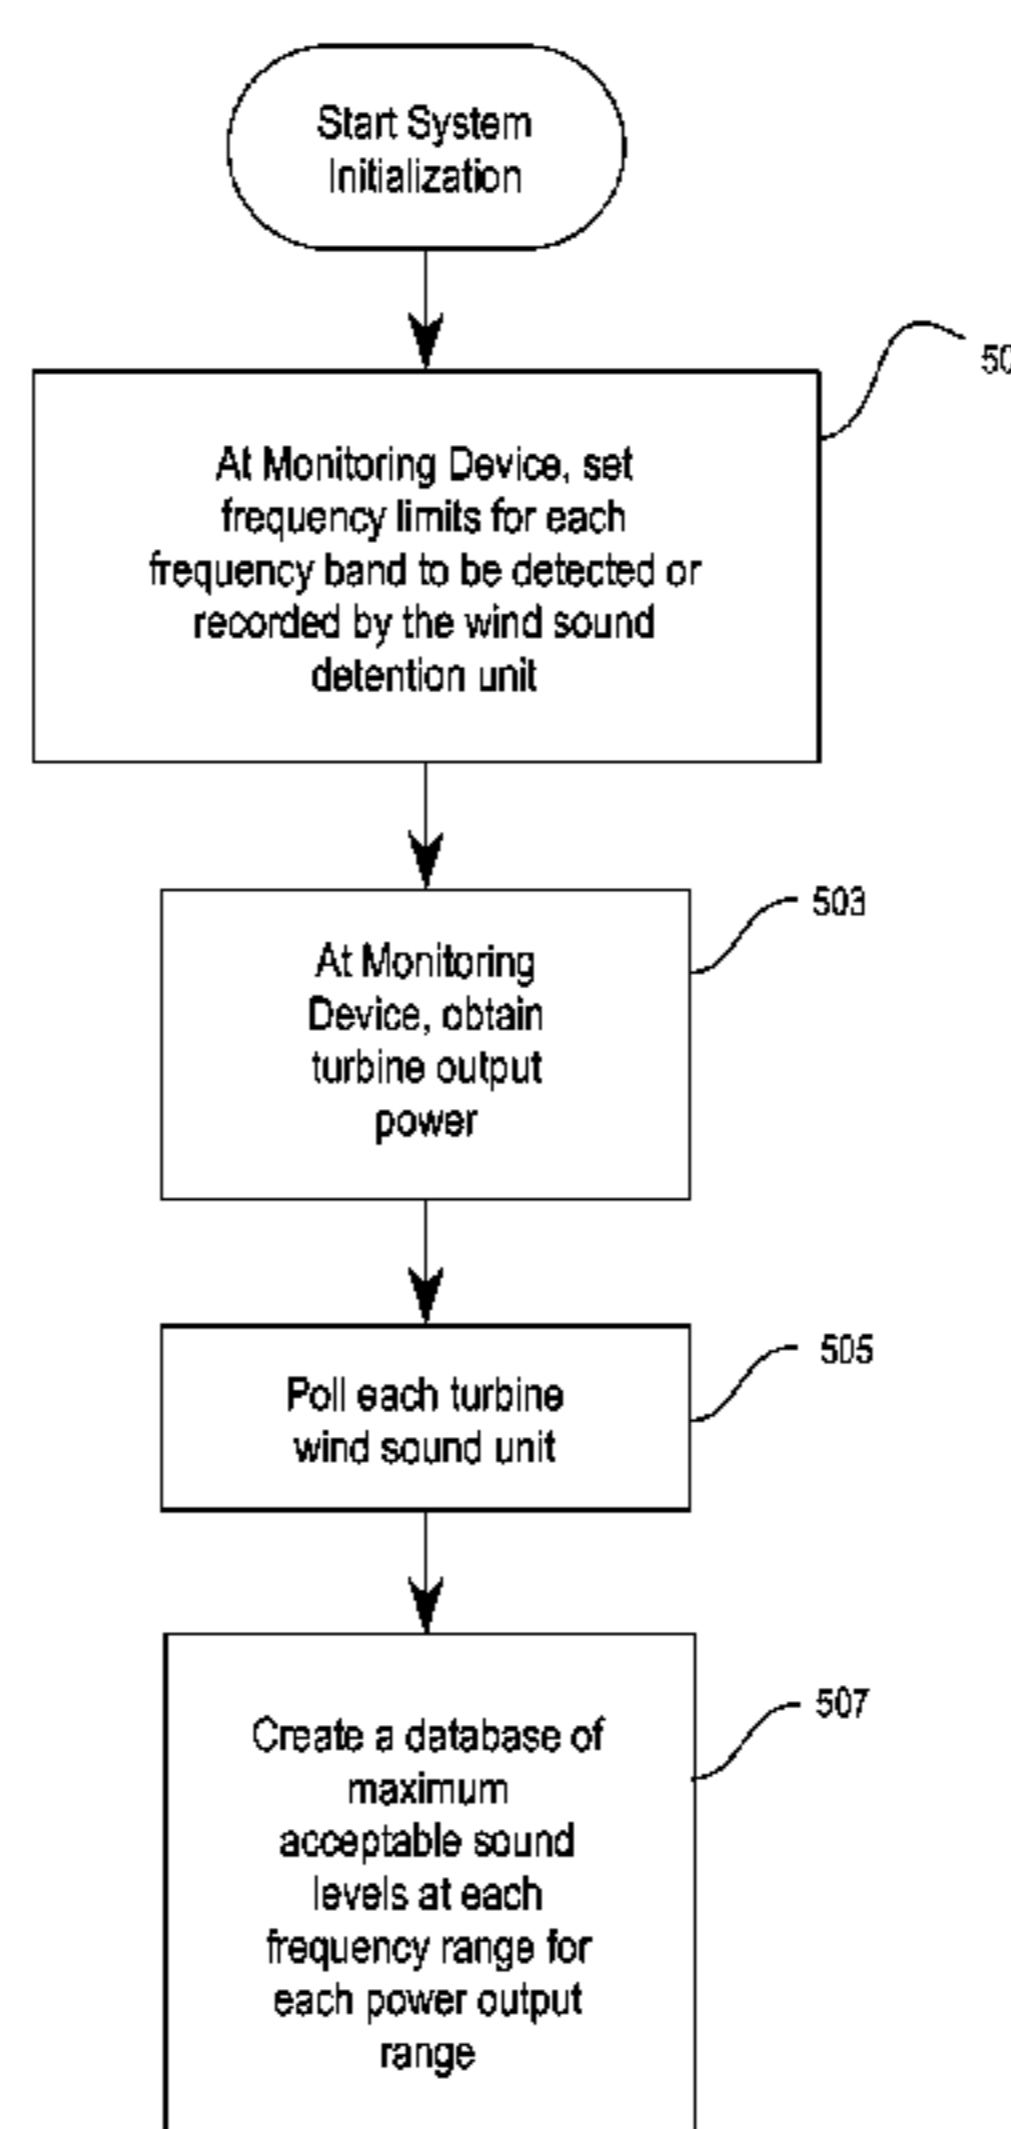 Start System
Initialization
50
At Monitoring Device, set
frequency limits for each
frequency band to be detected or
recorded by the wind sound
detention unit
503
At Monitoring
Device, obtain
turbine output
power
505
Poll each turbine
wind sound unit
507
Create a database of
maximum
acceptable sound
levels at each
frequency range for
each power output
range